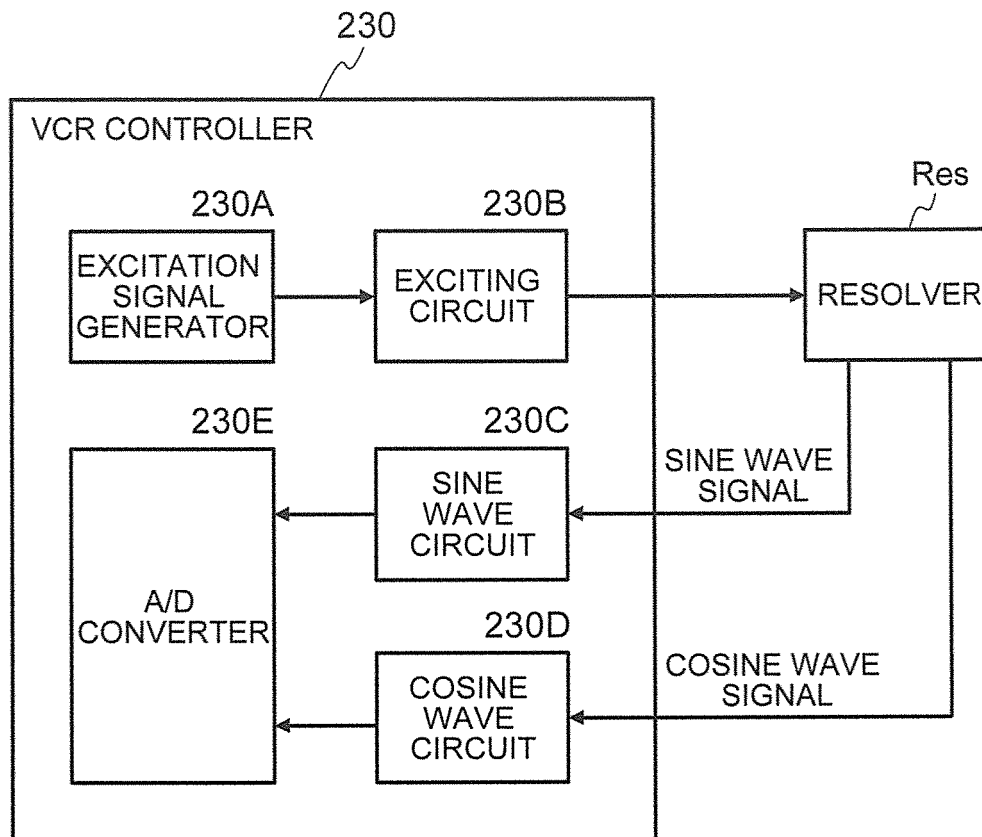 230
VCR CONTROLLER
Res
230A
230B
EXCITATION
SIGNAL
GENERATOR
EXCITING
CIRCUIT
RESOLVER
230E
230C
SINE
WAVE
CIRCUIT
SINE WAVE
SIGNAL
A/D
CONVERTER
230D
COSINE
WAVE
CIRCUIT
COSINE WAVE
SIGNAL